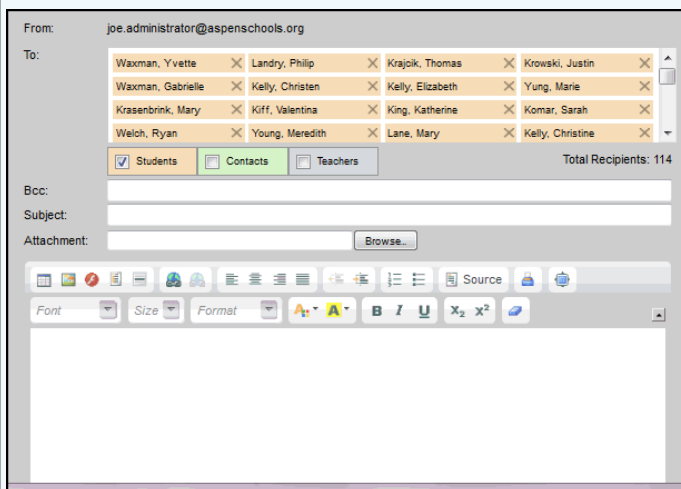 From: joe.administrator@aspenschools.org
To:
Waxman, Yvette Landry, Philip Krajcik, Thomas Krowski, Justin
Waxman, Gabrielle Kelly, Christen Kelly, Elizabeth Yung, Marie
Krasenbrink, Mary Kiff, Valentina King, Katherine Komar, Sarah
Welch, Ryan Young, Meredith Lane, Mary Kelly, Christine
Students Contacts Teachers Total Recipients: 114
Bcc:
Subject:
Attachment: Browse..
Source
Font Size Format A A B I U X₂ X²